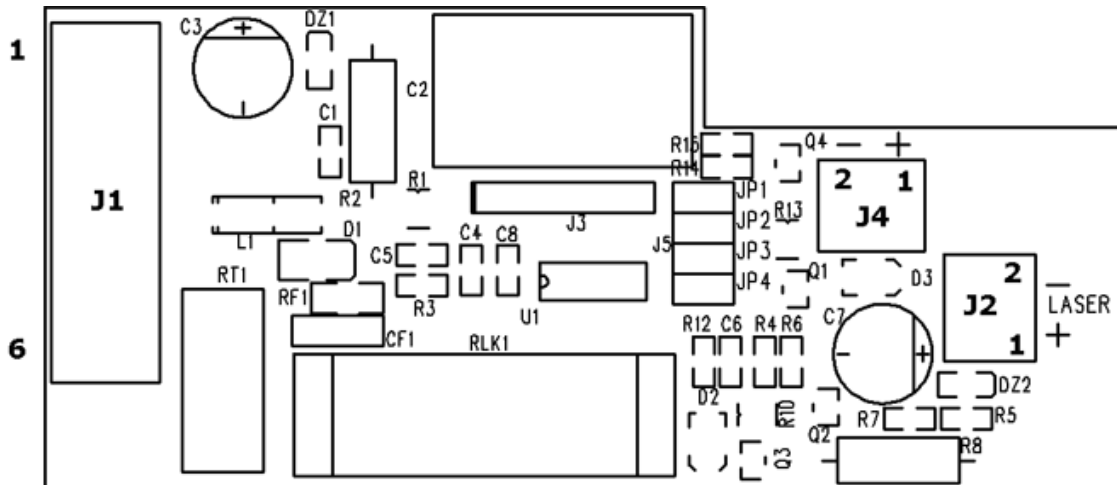 1
C3
DZ1
C2
C1
R15
R14
Q4
− +
J1
R2
R1
J3
JP1
JP2
JP3
JP4
J5
R13
2 1
J4
L1
D1
C5
C4
C8
Q1
D3
2
J2
1
−
LASER
+
RT1
RF1
R3
U1
C7
6
CF1
RLK1
R12
C6
R4
R6
DZ2
D2
R10
Q2
R7
R5
Q3
R8